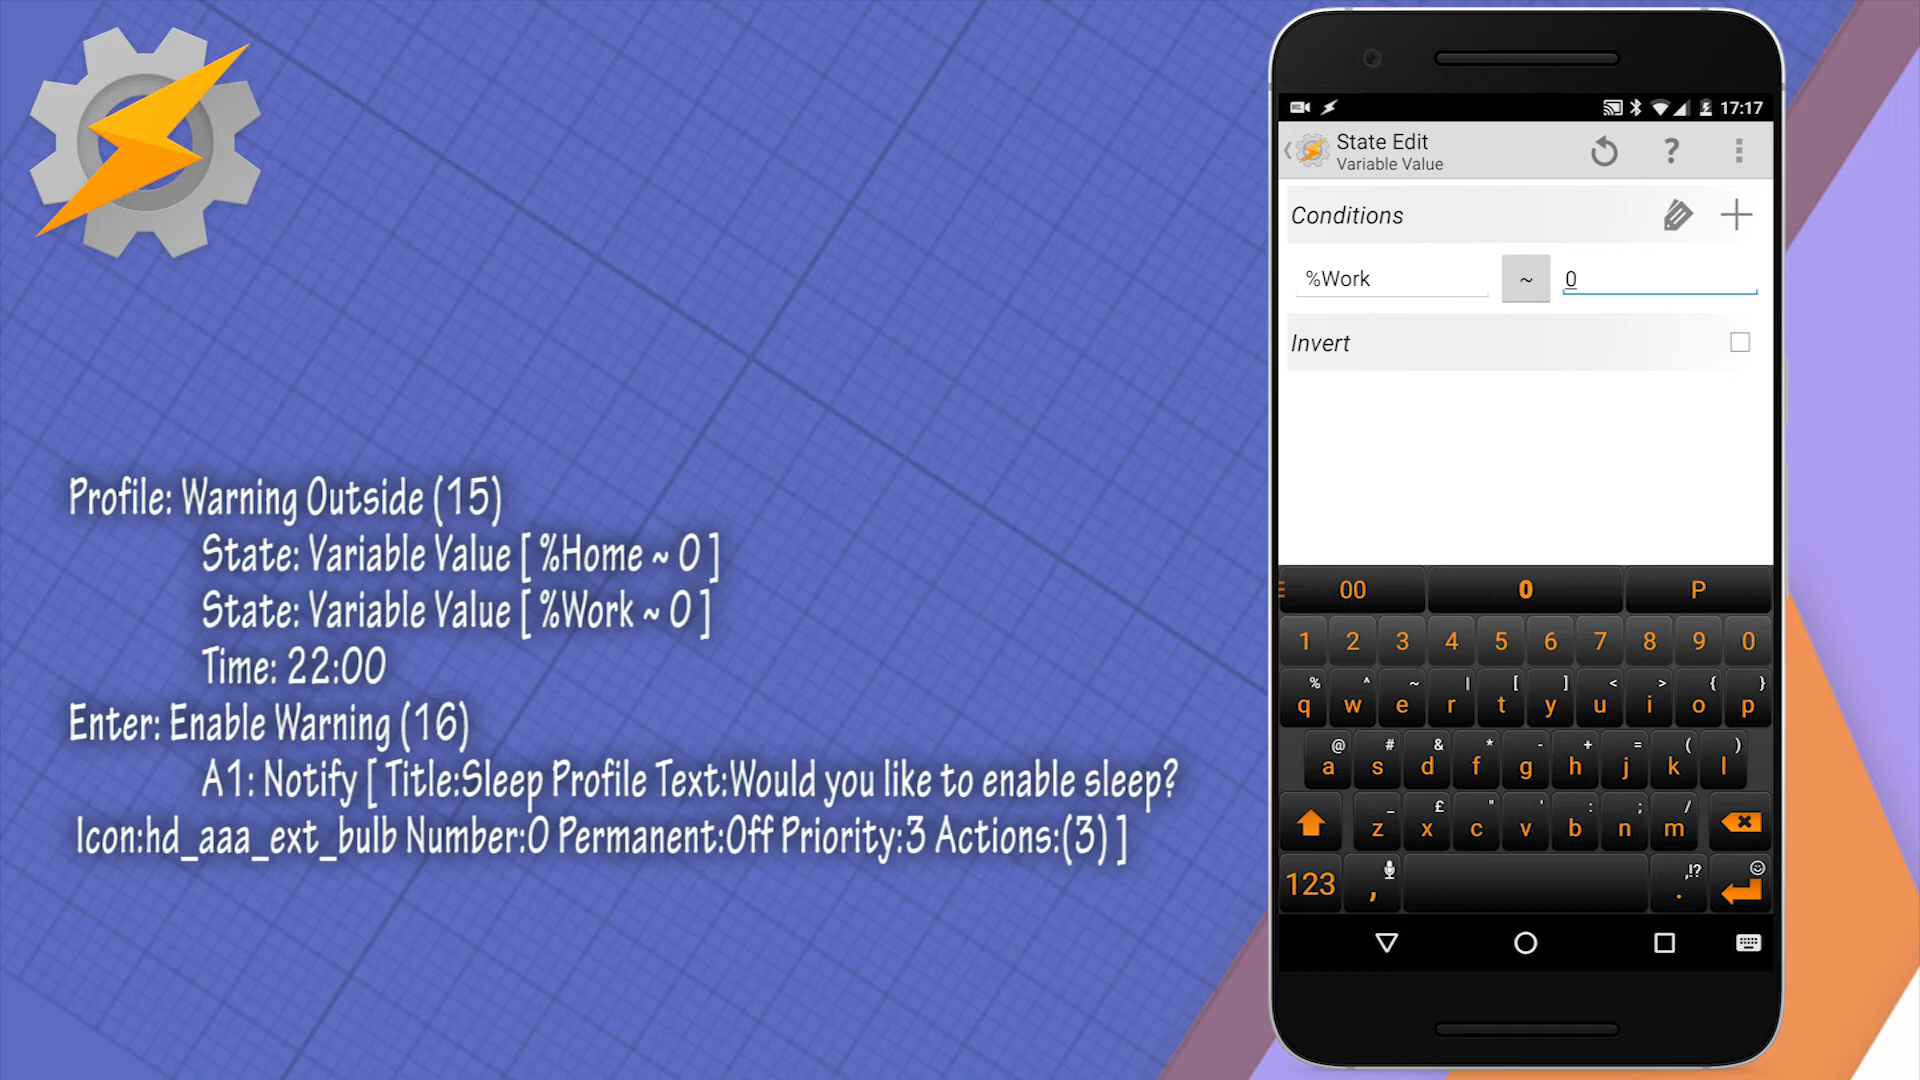 Profile: Warning Outside (15)
State: Variable Value [ %Home ~ 0 ]
State: Variable Value [ %Work ~ 0 ]
Time: 22:00
Enter: Enable Warning (16)
A1: Notify [ Title:Sleep Profile Text:Would you like to enable sleep?
Icon:hd_aaa_ext_bulb Number:0 Permanent:Off Priority:3 Actions:(3) ]
17:17
State Edit
Variable Value
?
Conditions
%Work ~ 0
Invert
00 0 P
1 2 3 4 5 6 7 8 9 0
% ^ ~ | [ ] < > { }
q w e r t y u i o p
@ # & * - + = ( )
a s d f g h j k l
_ £ " ' : ; /
z x c v b n m
,!?
123 , .